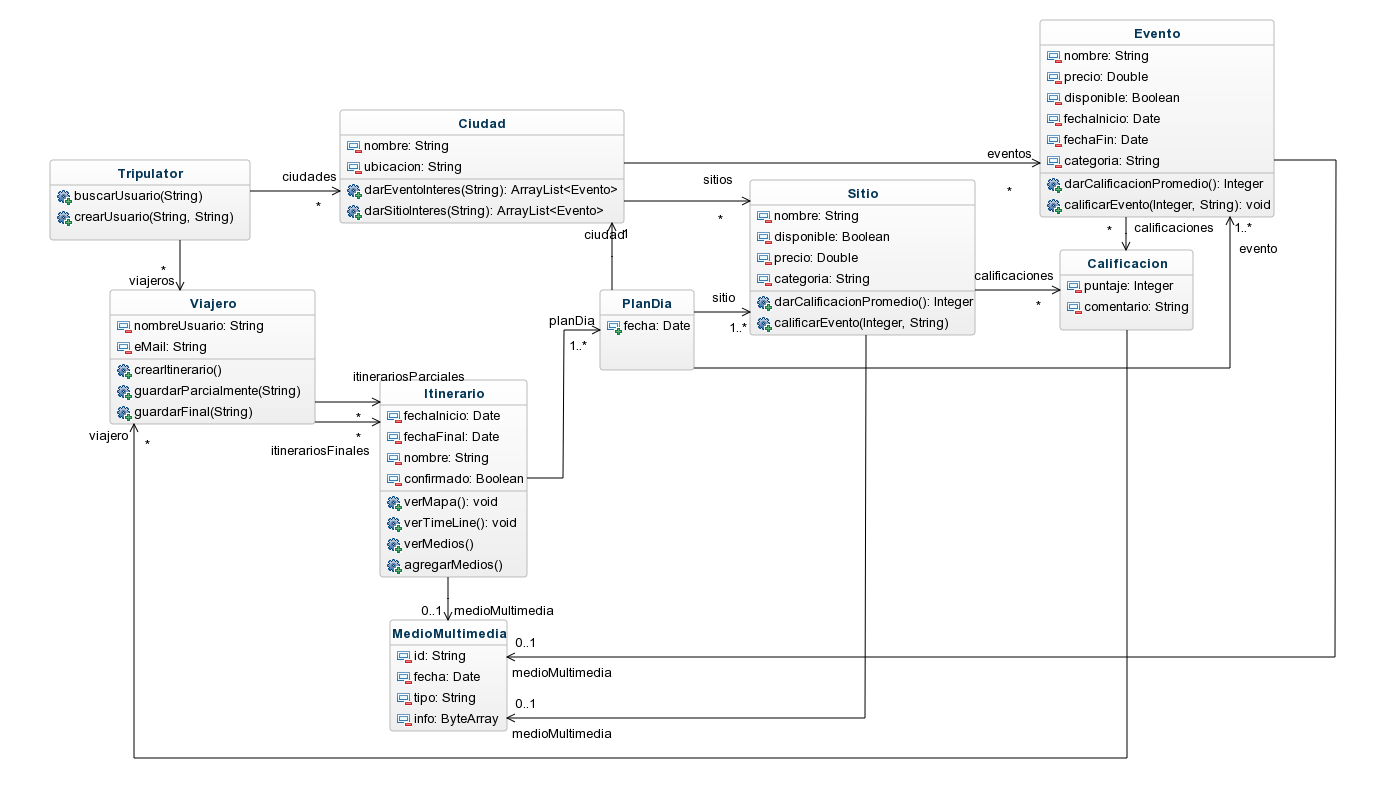 Tripulator
buscarUsuario(String)
crearUsuario(String, String)
ciudades
*
Ciudad
nombre: String
ubicacion: String
darEventoInteres(String): ArrayList<Evento>
darSitioInteres(String): ArrayList<Evento>
eventos
*
sitios
*
Evento
nombre: String
precio: Double
disponible: Boolean
fechaInicio: Date
fechaFin: Date
categoria: String
darCalificacionPromedio(): Integer
calificarEvento(Integer, String): void
* calificaciones
1..*
evento
Sitio
nombre: String
disponible: Boolean
precio: Double
categoria: String
darCalificacionPromedio(): Integer
calificarEvento(Integer, String)
calificaciones
*
Calificacion
puntaje: Integer
comentario: String
*
viajeros
Viajero
nombreUsuario: String
eMail: String
crearItinerario()
guardarParcialmente(String)
guardarFinal(String)
viajero
*
itinerariosParciales
*
*
itinerariosFinales
ciudad
1
PlanDia
fecha: Date
sitio
1..*
planDia
1..*
Itinerario
fechaInicio: Date
fechaFinal: Date
nombre: String
confirmado: Boolean
verMapa(): void
verTimeLine(): void
verMedios()
agregarMedios()
0..1 medioMultimedia
MedioMultimedia
id: String
fecha: Date
tipo: String
info: ByteArray
0..1
medioMultimedia
0..1
medioMultimedia